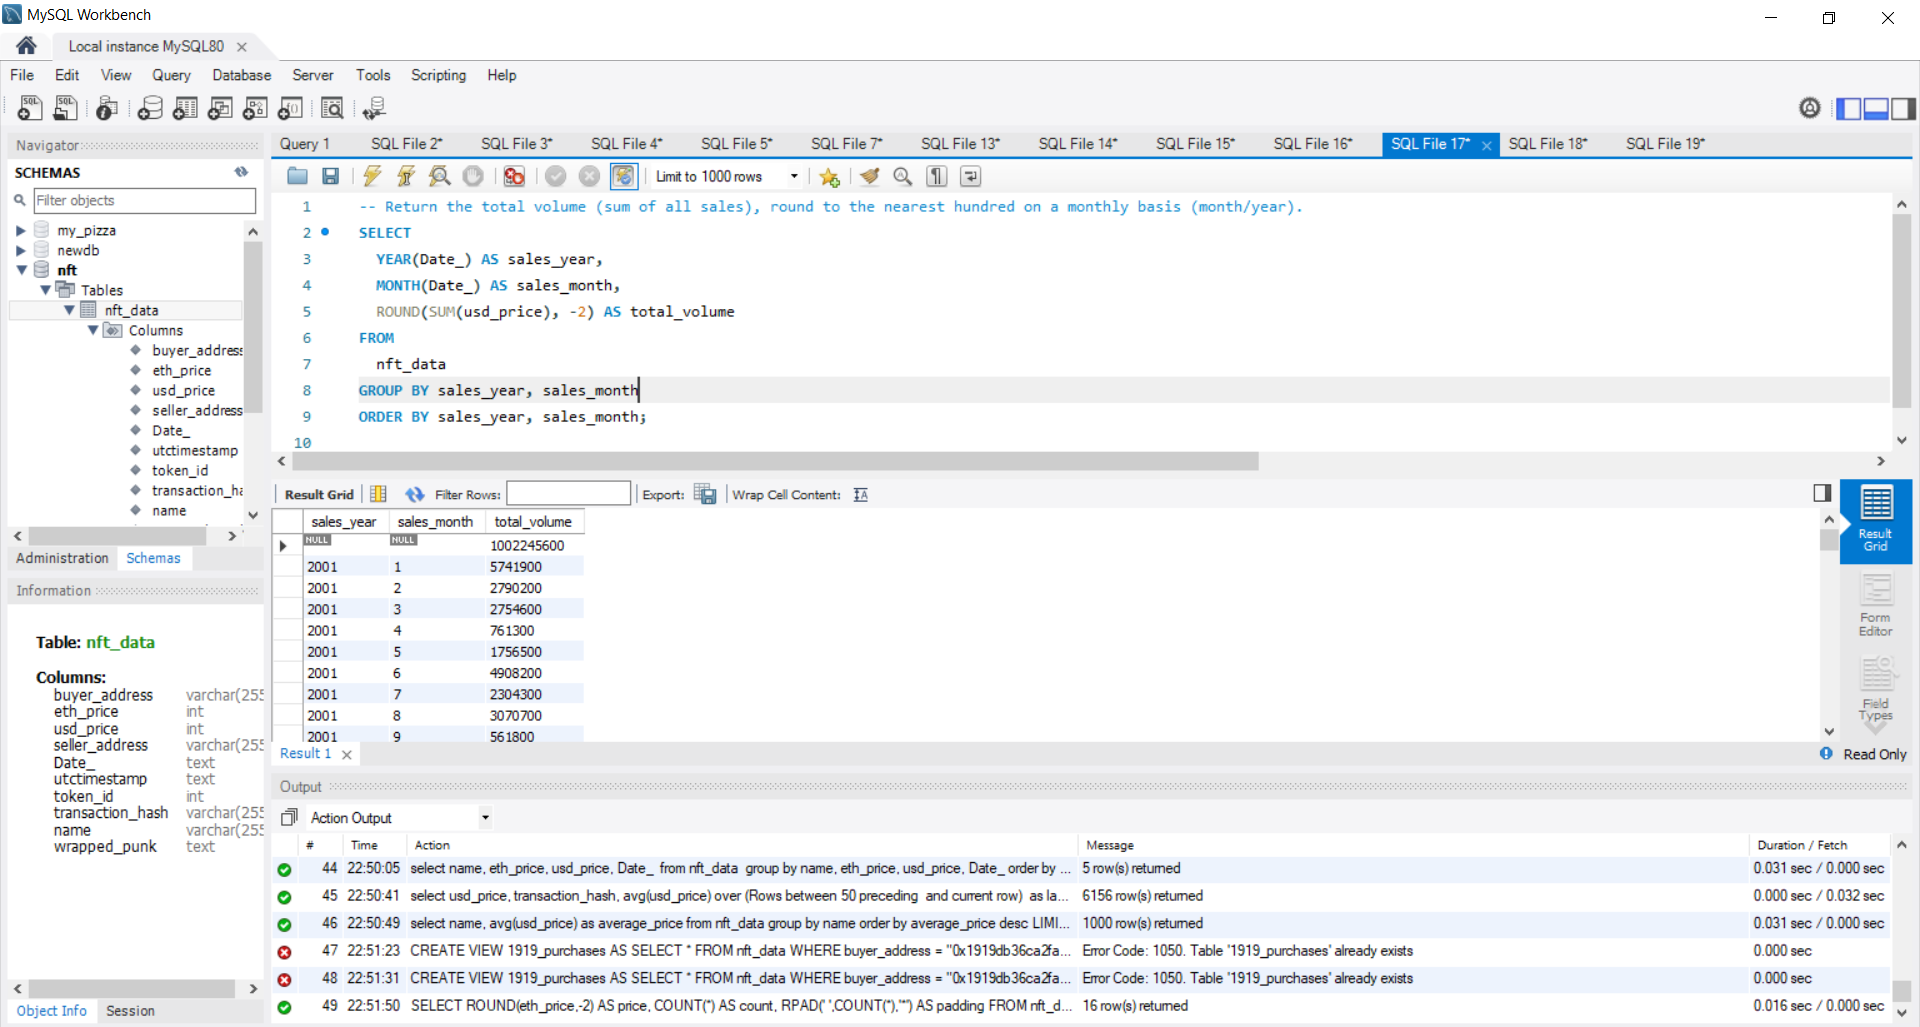 MySQL Workbench
Local instance MySQL80
File Edit View Query Database Server Tools Scripting Help
Navigator
SCHEMAS
Filter objects
my_pizza
newdb
nft
Tables
nft_data
Columns
buyer_address
eth_price
usd_price
seller_address
Date_
utctimestamp
token_id
transaction_ha
name
Administration Schemas
Information
Table: nft_data
Columns:
buyer_address varchar(255
eth_price int
usd_price int
seller_address varchar(255
Date_ text
utctimestamp text
token_id int
transaction_hash varchar(255
name varchar(255
wrapped_punk text
Object Info Session
Query 1 SQL File 2* SQL File 3* SQL File 4* SQL File 5* SQL File 7* SQL File 13* SQL File 14* SQL File 15* SQL File 16* SQL File 17* SQL File 18* SQL File 19*
Limit to 1000 rows
1 -- Return the total volume (sum of all sales), round to the nearest hundred on a monthly basis (month/year).
2 SELECT
3 YEAR(Date_) AS sales_year,
4 MONTH(Date_) AS sales_month,
5 ROUND(SUM(usd_price), -2) AS total_volume
6 FROM
7 nft_data
8 GROUP BY sales_year, sales_month
9 ORDER BY sales_year, sales_month;
10
Result Grid Filter Rows: Export: Wrap Cell Content:
sales_year sales_month total_volume
NULL NULL 1002245600
2001 1 5741900
2001 2 2790200
2001 3 2754600
2001 4 761300
2001 5 1756500
2001 6 4908200
2001 7 2304300
2001 8 3070700
2001 9 561800
Result Grid
Form Editor
Field Types
Result 1
Read Only
Output
Action Output
# Time Action Message Duration / Fetch
44 22:50:05 select name, eth_price, usd_price, Date_ from nft_data group by name, eth_price, usd_price, Date_ order by ... 5 row(s) returned 0.031 sec / 0.000 sec
45 22:50:41 select usd_price, transaction_hash, avg(usd_price) over (Rows between 50 preceding and current row) as la... 6156 row(s) returned 0.000 sec / 0.032 sec
46 22:50:49 select name, avg(usd_price) as average_price from nft_data group by name order by average_price desc LIMI... 1000 row(s) returned 0.031 sec / 0.000 sec
47 22:51:23 CREATE VIEW 1919_purchases AS SELECT * FROM nft_data WHERE buyer_address = "0x1919db36ca2fa... Error Code: 1050. Table '1919_purchases' already exists 0.000 sec
48 22:51:31 CREATE VIEW 1919_purchases AS SELECT * FROM nft_data WHERE buyer_address = "0x1919db36ca2fa... Error Code: 1050. Table '1919_purchases' already exists 0.000 sec
49 22:51:50 SELECT ROUND(eth_price,-2) AS price, COUNT(*) AS count, RPAD('',COUNT(*),'*') AS padding FROM nft_d... 16 row(s) returned 0.016 sec / 0.000 sec